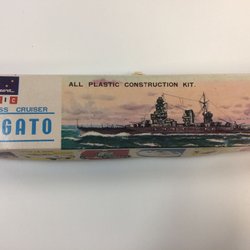 ALL PLASTIC CONSTRUCTION KIT.
SS CRUISER
GATO